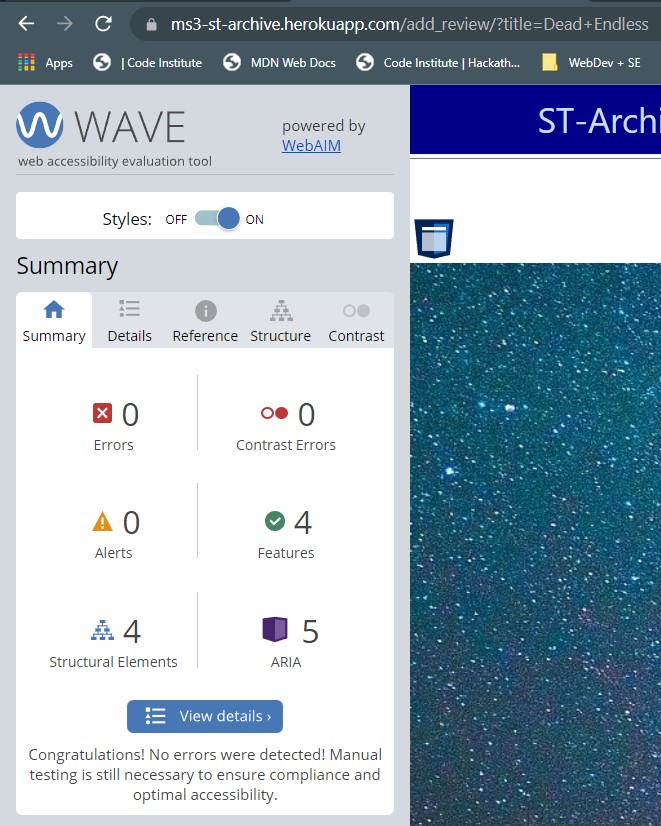 ms3-st-archive.herokuapp.com/add_review/?title=Dead+Endless
Apps
| Code Institute
MDN Web Docs
Code Institute | Hackath...
WebDev + SE
WAVE
web accessibility evaluation tool
powered by
WebAIM
ST-Archi
Styles: OFF ON
Summary
Summary Details Reference Structure Contrast
0 0
Errors Contrast Errors
0 4
Alerts Features
4 5
Structural Elements ARIA
View details ›
Congratulations! No errors were detected! Manual
testing is still necessary to ensure compliance and
optimal accessibility.